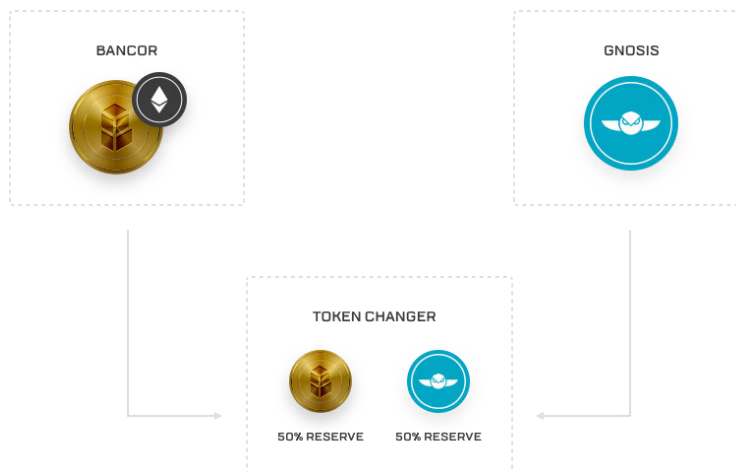 BANCOR
GNOSIS
TOKEN CHANGER
50% RESERVE
50% RESERVE